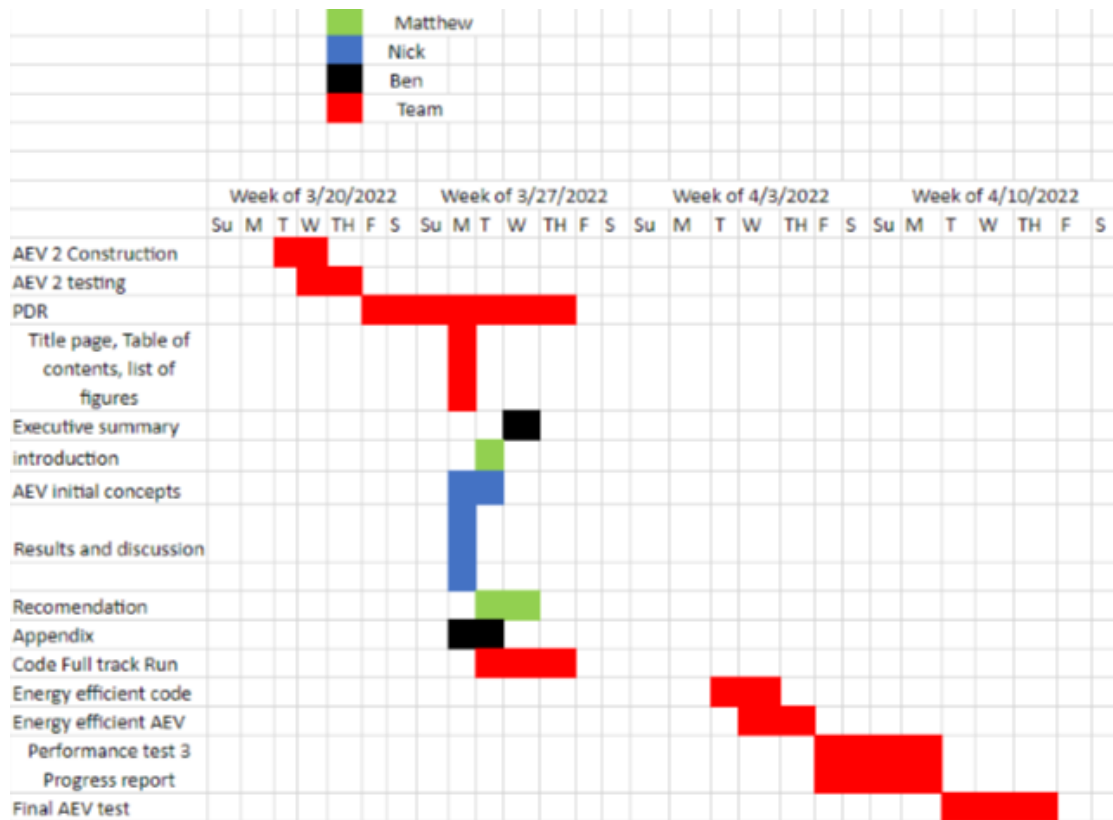 Matthew
Nick
Ben
Team
Week of 3/20/2022 Week of 3/27/2022 Week of 4/3/2022 Week of 4/10/2022
Su M T W TH F S Su M T W TH F S Su M T W TH F S Su M T W TH F S
AEV 2 Construction
AEV 2 testing
PDR
Title page, Table of
contents, list of
figures
Executive summary
introduction
AEV initial concepts
Results and discussion
Recomendation
Appendix
Code Full track Run
Energy efficient code
Energy efficient AEV
Performance test 3
Progress report
Final AEV test